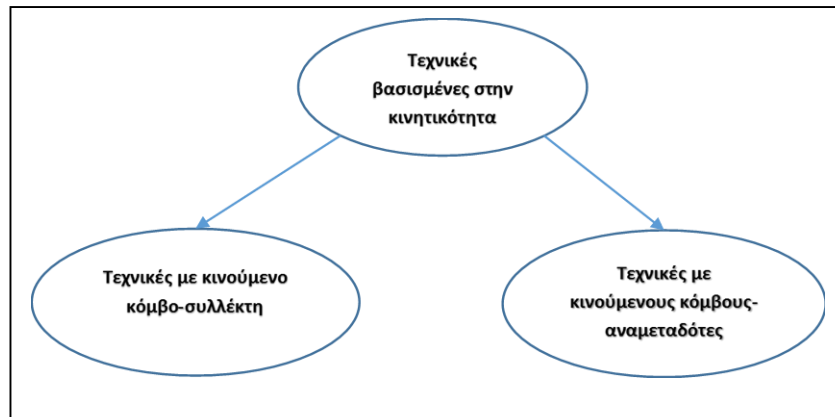 Τεχνικές
βασισμένες στην
κινητικότητα
Τεχνικές με κινούμενο
κόμβο-συλλέκτη
Τεχνικές με
κινούμενους κόμβους-
αναμεταδότες